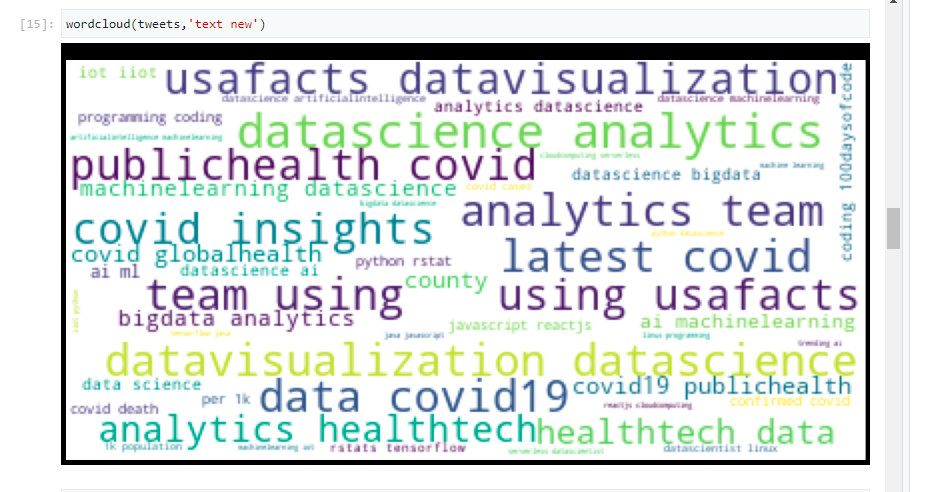 [15]: wordcloud(tweets,'text new')
iot iiot
usafacts datavisualization
datascience artificialintelligence
analytics datascience
datascience machinelearning
programming coding
datascience analytics
coding 100daysofcode
artificialintelligence machinelearning
publichealth covid
cloudcomputing serverless
machine learning
datascience bigdata
machinelearning datascience
covid cases
bigdata datascience
analytics team
covid insights
python datascience
covid globalhealth
latest covid
python rstat
ai ml
datascience ai
county
team using
using usafacts
bigdata analytics
javascript reactjs
ai machinelearning
tensorflow java
java javascript
linux programming
trending ai
datavisualization datascience
data science
per 1k
data covid19
covid19 publichealth
covid death
reactjs cloudcomputing
confirmed covid
analytics healthtech
healthtech data
1k population
machinelearning iot
rstats tensorflow
serverless datascientist
datascientist linux